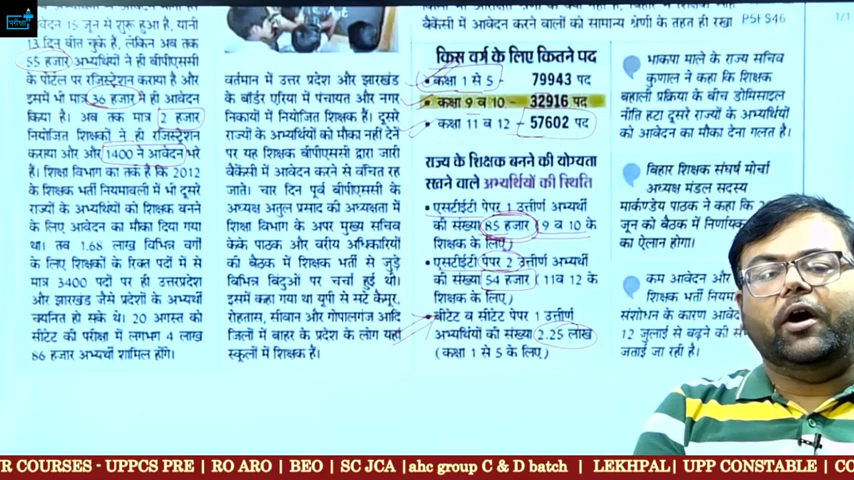 परीक्षा
आवेदन 15 जून से शुरू हुआ है, यानी
13 दिन बीत चुके हैं, लेकिन अब तक
55 हजार अभ्यर्थियों ने ही बीपीएससी
के पोर्टल पर रजिस्ट्रेशन कराया है और
इसमें भी मात्र 36 हजार में ही आवेदन
किया है। अब तक मात्र 2 हजार
नियोजित शिक्षकों ने ही रजिस्ट्रेशन
कराया और और 1400 ने आवेदन भरे
हैं। शिक्षा विभाग का तर्क है कि 2012
के शिक्षक भर्ती नियमावली में भी दूसरे
राज्यों के अभ्यर्थियों को शिक्षक बनने
के लिए आवेदन का मौका दिया गया
था। तब 1.68 लाख विभिन्न वर्गों
के लिए शिक्षकों के रिक्त पदों में से
मात्र 3400 पदों पर ही उत्तरप्रदेश
और झारखंड जैसे प्रदेशों के अभ्यर्थी
चयनित हो सके थे। 20 अगस्त को
सीटेट की परीक्षा में लगभग 4 लाख
86 हजार अभ्यर्थी शामिल होंगे।
वर्तमान में उत्तर प्रदेश और झारखंड
के बॉर्डर एरिया में पंचायत और नगर
निकायों में नियोजित शिक्षक हैं। दूसरे
राज्यों के अभ्यर्थियों को मौका नहीं देने
पर यह शिक्षक बीपीएससी द्वारा जारी
वैकेंसी में आवेदन करने से वंचित रह
जाते। चार दिन पूर्व बीपीएससी के
अध्यक्ष अतुल प्रसाद की अध्यक्षता में
शिक्षा विभाग के अपर मुख्य सचिव
केके पाठक और वरीय अधिकारियों
की बैठक में शिक्षक भर्ती से जुड़े
विभिन्न बिंदुओं पर चर्चा हुई थी।
इसमें कहा गया था यूपी से सटे कैमूर,
रोहतास, सीवान और गोपालगंज आदि
जिलों में बाहर के प्रदेश के लोग यहां
स्कूलों में शिक्षक हैं।
वैकेंसी में आवेदन करने वालों को सामान्य श्रेणी के तहत ही रखा
P5F$46
1/1
किस वर्ग के लिए कितने पद
• कक्षा 1 से 5 - 79943 पद
• कक्षा 9 व 10 - 32916 पद
• कक्षा 11 व 12 - 57602 पद
राज्य के शिक्षक बनने की योग्यता
रखने वाले अभ्यर्थियों की स्थिति
• एसटीईटी पेपर 1 उत्तीर्ण अभ्यर्थी
की संख्या 85 हजार (9 व 10 के
शिक्षक के लिए)
• एसटीईटी पेपर 2 उत्तीर्ण अभ्यर्थी
की संख्या 54 हजार (11व 12 के
शिक्षक के लिए)
• बीटेट व सीटेट पेपर 1 उत्तीर्ण
अभ्यर्थियों की संख्या 2.25 लाख
(कक्षा 1 से 5 के लिए)
भाकपा माले के राज्य सचिव
कुणाल ने कहा कि शिक्षक
बहाली प्रक्रिया के बीच डोमिसाइल
नीति हटा दूसरे राज्यों के अभ्यर्थियों
को आवेदन का मौका देना गलत है।
बिहार शिक्षक संघर्ष मोर्चा
अध्यक्ष मंडल सदस्य
मार्कण्डेय पाठक ने कहा कि
जून को बैठक में निर्णायक
का ऐलान होगा।
कम आवेदन और
शिक्षक भर्ती
संशोधन के कारण
12 जुलाई से बढ़ने की
जताई जा रही है।
R COURSES - UPPCS PRE | RO ARO | BEO | SC JCA |ahc group C & D batch | LEKHPAL| UPP CONSTABLE | CO